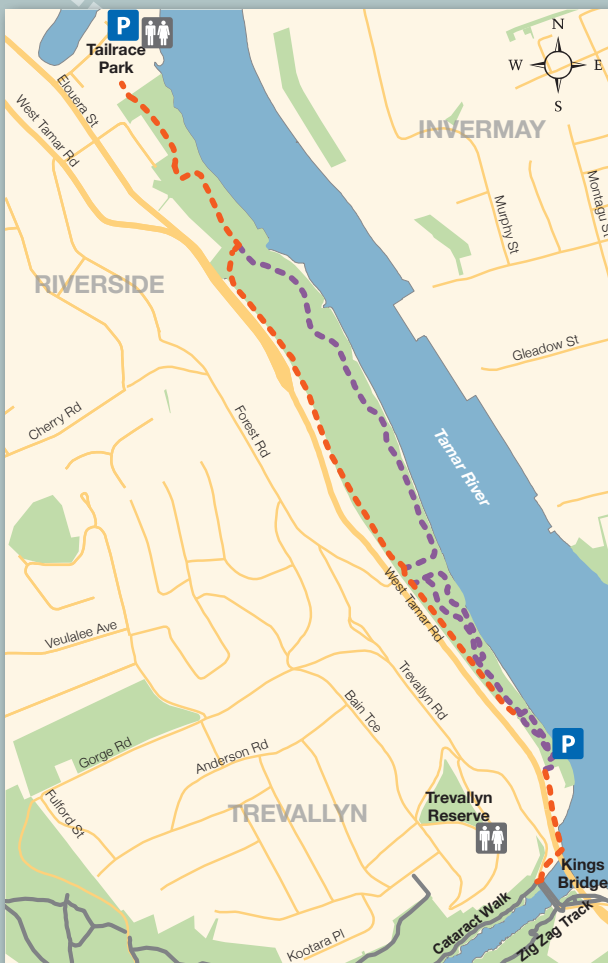 P
Tailrace
Park
N
W
E
S
Elouera St
West Tamar Rd
INVERMAY
Murphy St
Montagu St
RIVERSIDE
Gleadow St
Cherry Rd
Forest Rd
Tamar River
West Tamar Rd
Veulalee Ave
Trevallyn Rd
Bain Tce
Gorge Rd
Anderson Rd
P
Fulford St
TREVALLYN
Trevallyn
Reserve
Kings
Bridge
Cataract Walk
Zig Zag Track
Kootara Pl